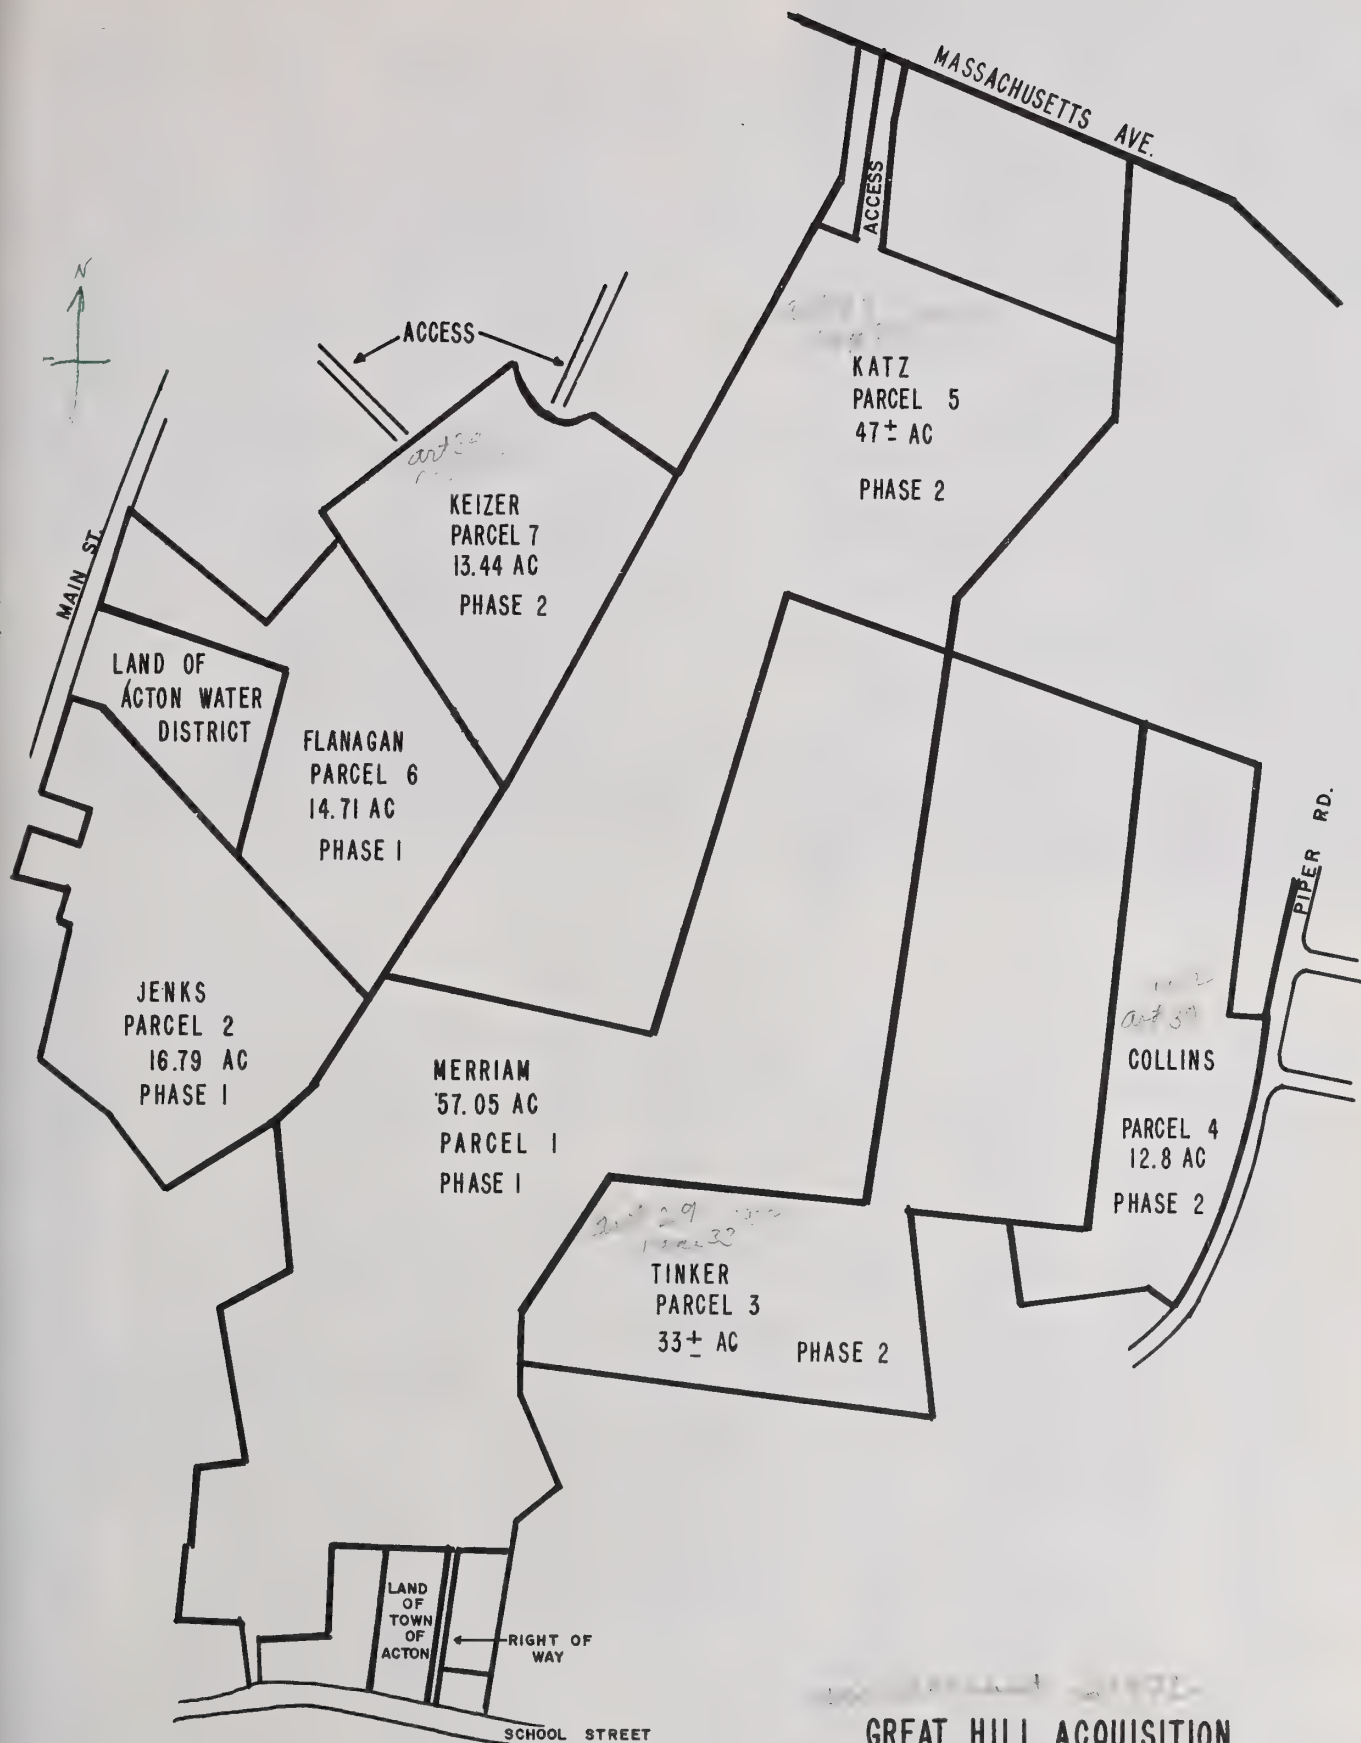 MASSACHUSETTS AVE.
ACCESS
N
ACCESS
KATZ
PARCEL 5
47± AC
PHASE 2
KEIZER
PARCEL 7
13.44 AC
PHASE 2
MAIN ST.
LAND OF
ACTON WATER
DISTRICT
FLANAGAN
PARCEL 6
14.71 AC
PHASE 1
PIPER RD.
JENKS
PARCEL 2
16.79 AC
PHASE 1
MERRIAM
57.05 AC
PARCEL 1
PHASE 1
COLLINS
PARCEL 4
12.8 AC
PHASE 2
TINKER
PARCEL 3
33± AC
PHASE 2
LAND
OF
TOWN
OF
ACTON
RIGHT OF
WAY
SCHOOL STREET
GREAT HILL ACQUISITION